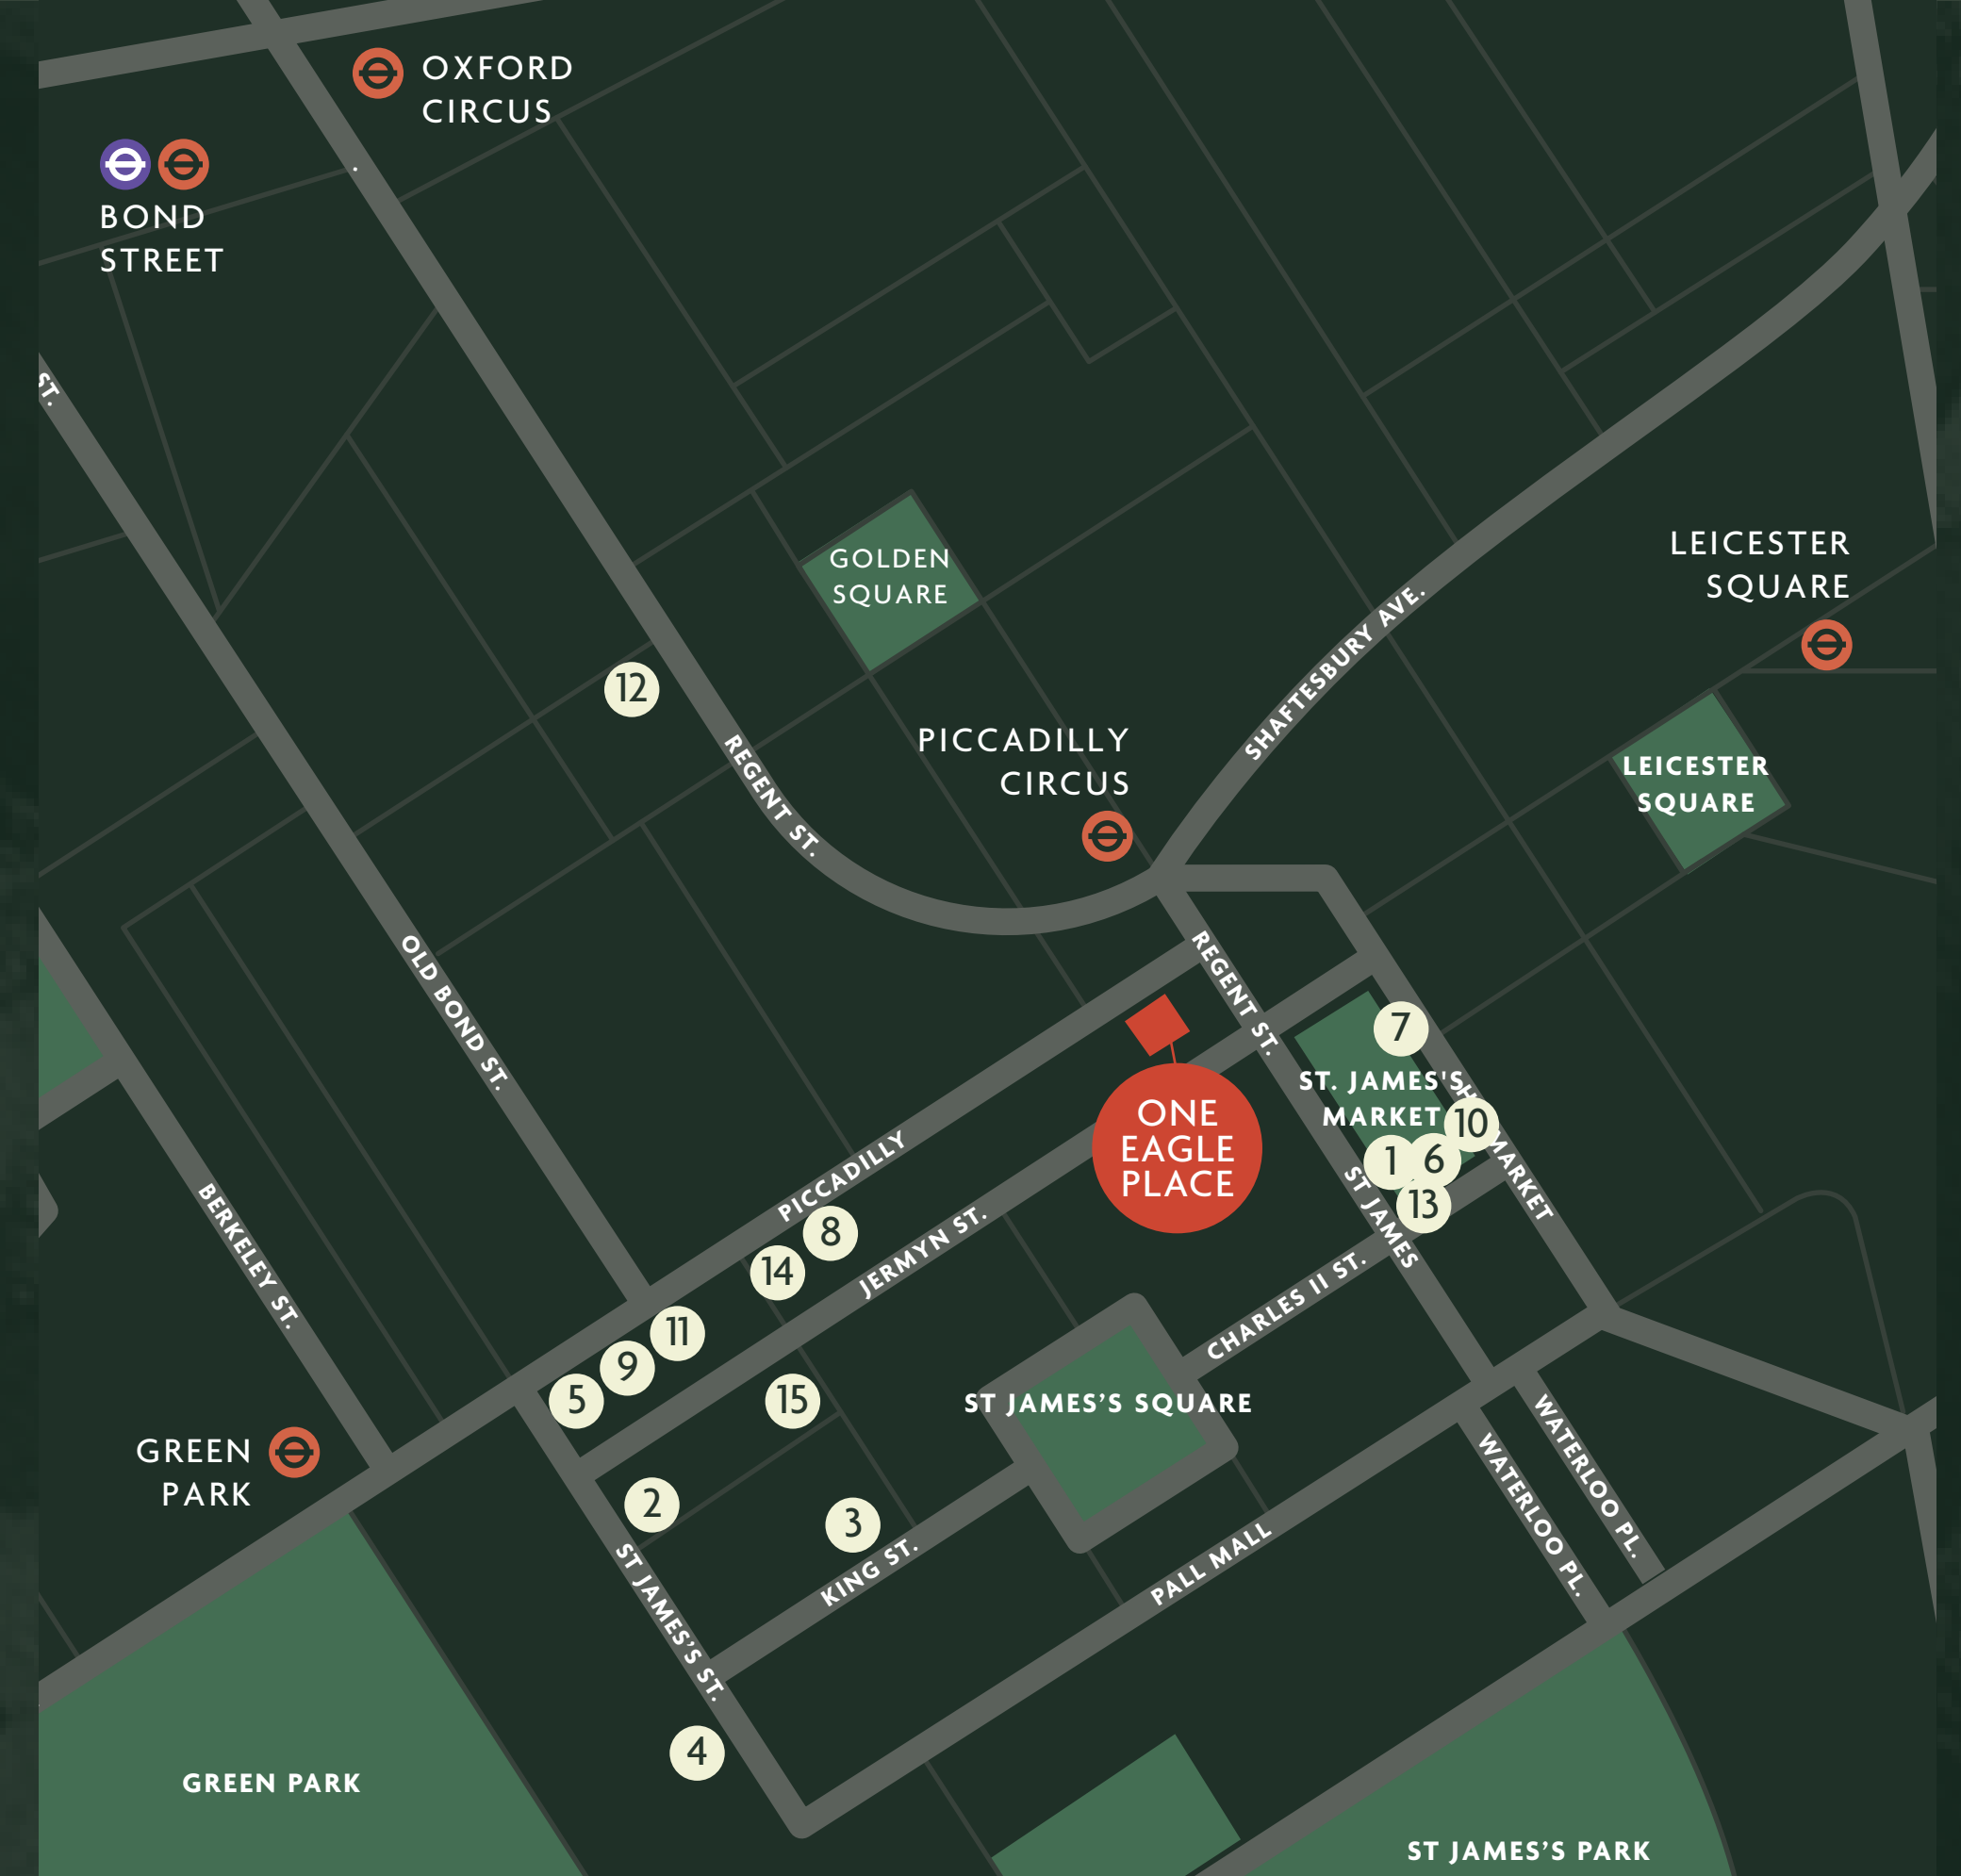 OXFORD
CIRCUS
BOND
STREET
ST.
GOLDEN
SQUARE
LEICESTER
SQUARE
SHAFTESBURY AVE.
12
REGENT ST.
PICCADILLY
CIRCUS
LEICESTER
SQUARE
OLD BOND ST.
REGENT ST.
7
ONE
EAGLE
PLACE
ST. JAMES'S
MARKET
H
MARKET
10
1
6
13
PICCADILLY
BERKELEY ST.
8
14
JERMYN ST.
ST JAMES
CHARLES II ST.
11
9
5
15
ST JAMES’S SQUARE
GREEN
PARK
2
3
WATERLOO PL.
WATERLOO PL.
KING ST.
PALL MALL
ST JAMES’S ST.
4
GREEN PARK
ST JAMES’S PARK